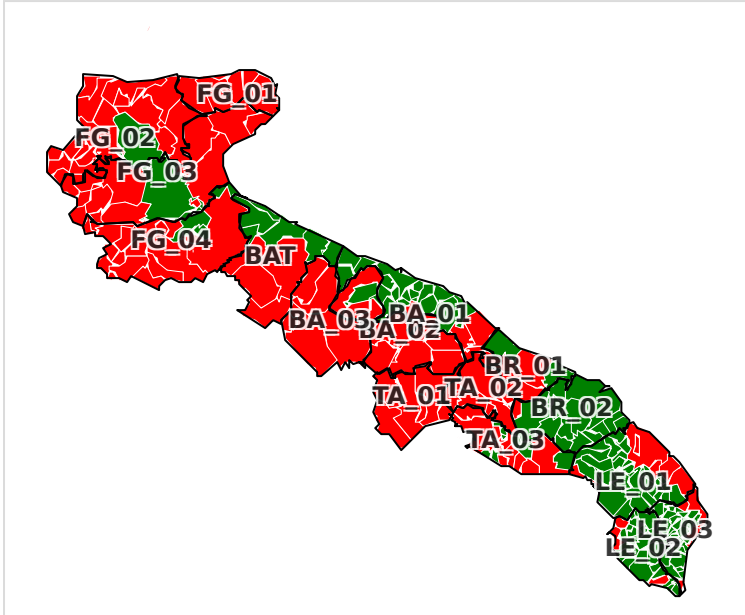 FG_01
FG_02
FG_03
FG_04
BAT
BA_01
BA_03
BA_02
BR_01
TA_02
TA_01
BR_02
TA_03
LE_01
LE_03
LE_02